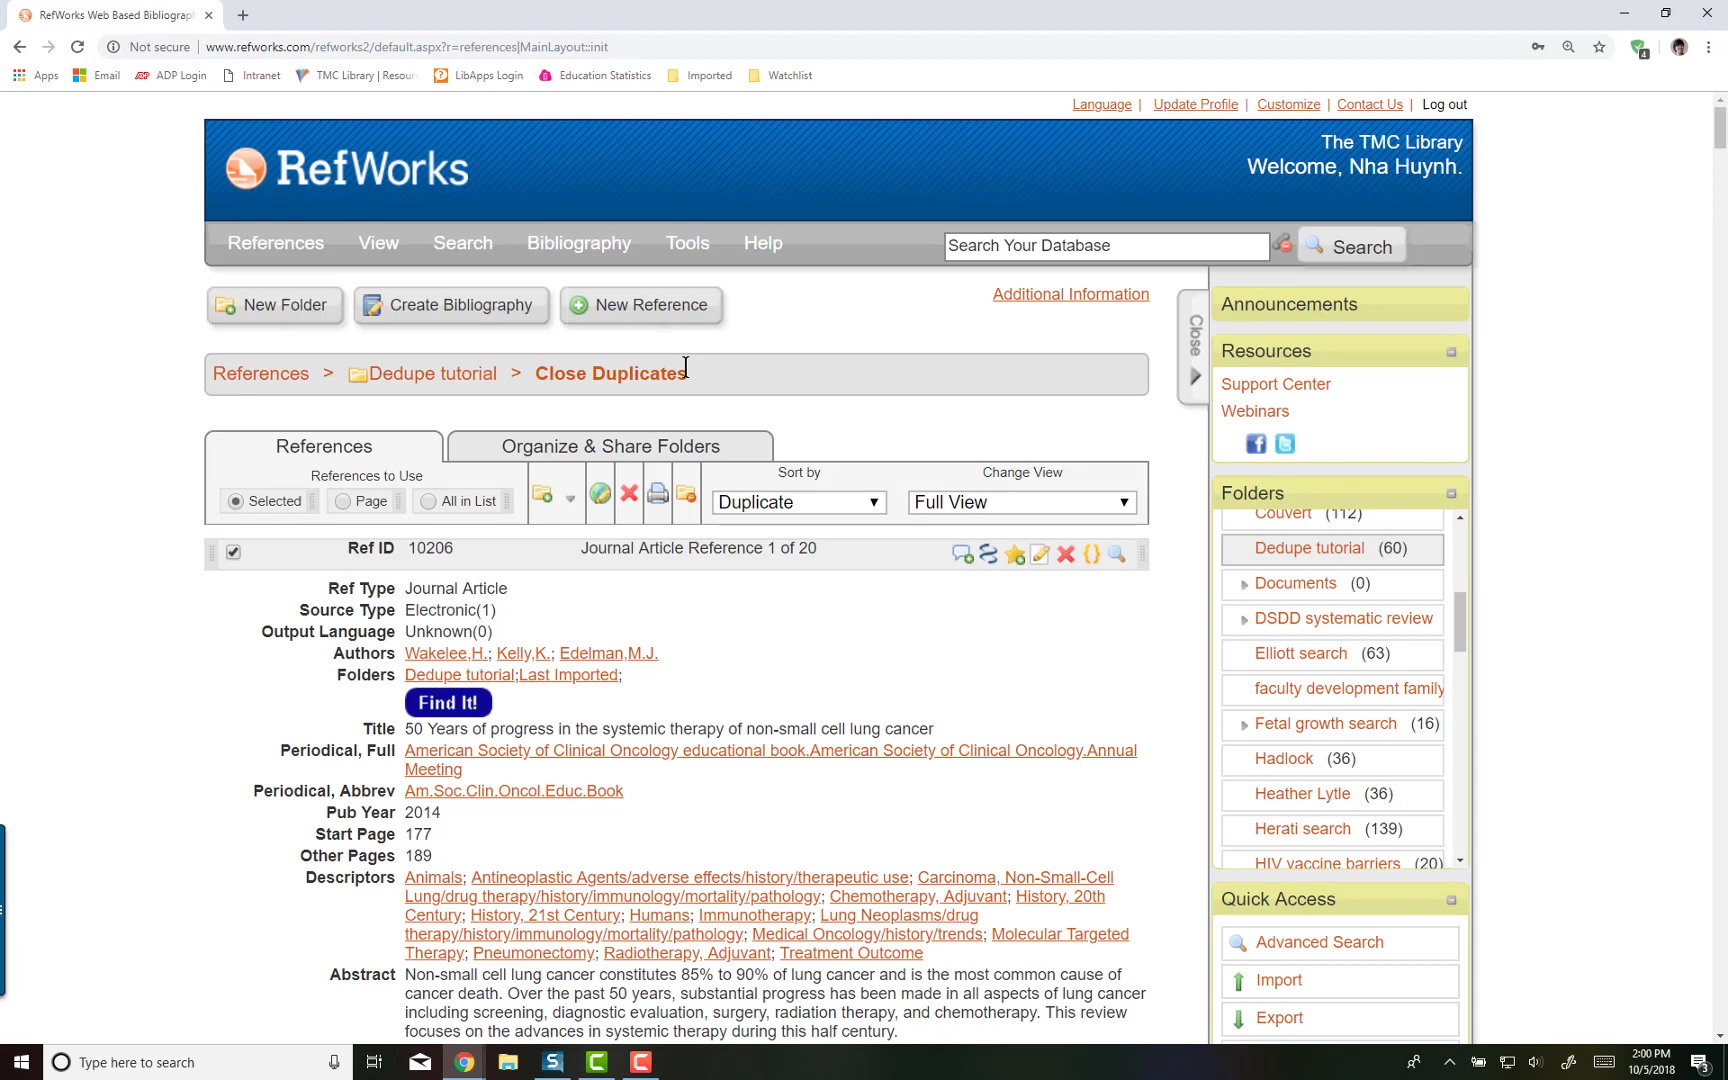 RefWorks Web Based Bibliograp
Not secure
www.refworks.com/refworks2/default.aspx?r=references|MainLayout::init
4
Apps
Email
ADP Login
Intranet
TMC Library | Resour
LibApps Login
Education Statistics
Imported
Watchlist
Language | Update Profile | Customize | Contact Us | Log out
RefWorks
The TMC Library
Welcome, Nha Huynh.
References View Search Bibliography Tools Help
Search Your Database
Search
New Folder
Create Bibliography
New Reference
Additional Information
References > Dedupe tutorial > Close Duplicates
References
Organize & Share Folders
References to Use
Selected
Page
All in List
Sort by
Duplicate
Change View
Full View
Ref ID 10206 Journal Article Reference 1 of 20
Ref Type Journal Article
Source Type Electronic(1)
Output Language Unknown(0)
Authors Wakelee,H.; Kelly,K.; Edelman,M.J.
Folders Dedupe tutorial;Last Imported;
Find It!
Title 50 Years of progress in the systemic therapy of non-small cell lung cancer
Periodical, Full American Society of Clinical Oncology educational book.American Society of Clinical Oncology.Annual
Meeting
Periodical, Abbrev Am.Soc.Clin.Oncol.Educ.Book
Pub Year 2014
Start Page 177
Other Pages 189
Descriptors Animals; Antineoplastic Agents/adverse effects/history/therapeutic use; Carcinoma, Non-Small-Cell
Lung/drug therapy/history/immunology/mortality/pathology; Chemotherapy, Adjuvant; History, 20th
Century; History, 21st Century; Humans; Immunotherapy; Lung Neoplasms/drug
therapy/history/immunology/mortality/pathology; Medical Oncology/history/trends; Molecular Targeted
Therapy; Pneumonectomy; Radiotherapy, Adjuvant; Treatment Outcome
Abstract Non-small cell lung cancer constitutes 85% to 90% of lung cancer and is the most common cause of
cancer death. Over the past 50 years, substantial progress has been made in all aspects of lung cancer
including screening, diagnostic evaluation, surgery, radiation therapy, and chemotherapy. This review
focuses on the advances in systemic therapy during this half century.
Close
Announcements
Resources
Support Center
Webinars
Folders
Couvert (112)
Dedupe tutorial (60)
Documents (0)
DSDD systematic review
Elliott search (63)
faculty development family
Fetal growth search (16)
Hadlock (36)
Heather Lytle (36)
Herati search (139)
HIV vaccine barriers (20)
Quick Access
Advanced Search
Import
Export
Type here to search
2:00 PM
10/5/2018
3